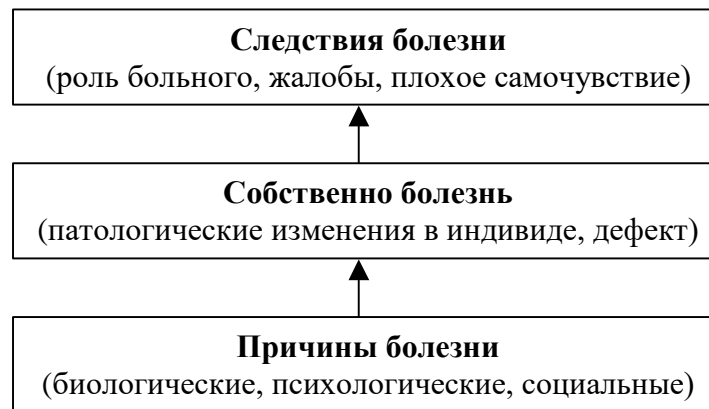 Следствия болезни
(роль больного, жалобы, плохое самочувствие)
Собственно болезнь
(патологические изменения в индивиде, дефект)
Причины болезни
(биологические, психологические, социальные)